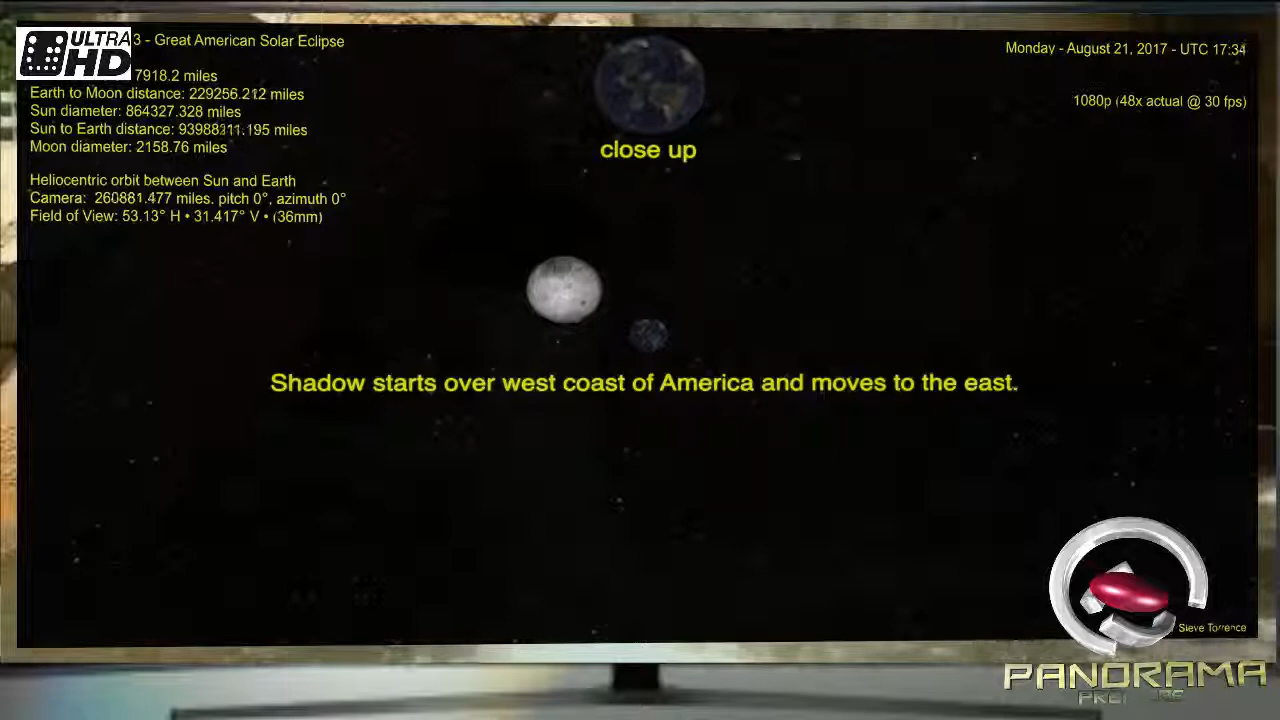 ULTRA
HD
3 - Great American Solar Eclipse
7918.2 miles
Earth to Moon distance: 229256.212 miles
Sun diameter: 864327.328 miles
Sun to Earth distance: 93988311.195 miles
Moon diameter: 2158.76 miles
Heliocentric orbit between Sun and Earth
Camera: 260881.477 miles, pitch 0°, azimuth 0°
Field of View: 53.13° H • 31.417° V • (36mm)
Monday - August 21, 2017 - UTC 17:34
1080p (48x actual @ 30 fps)
close up
Shadow starts over west coast of America and moves to the east.
Steve Torrence
PANORAMA